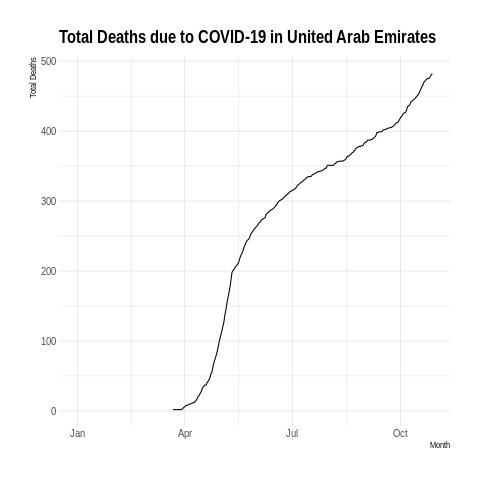 Total Deaths due to COVID-19 in United Arab Emirates
Total Deaths
500
400
300
200
100
0
Jan Apr Jul Oct
Month